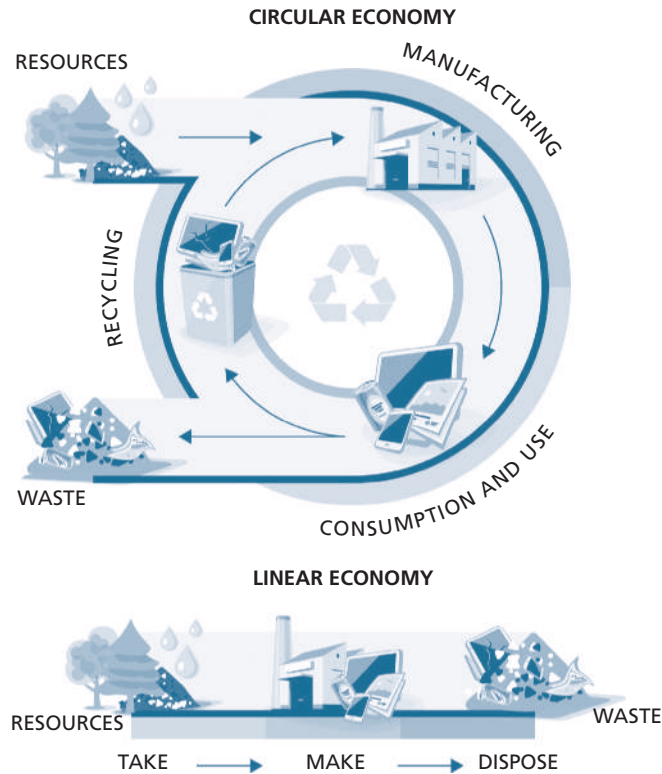 CIRCULAR ECONOMY
RESOURCES
MANUFACTURING
RECYCLING
WASTE
CONSUMPTION AND USE
LINEAR ECONOMY
RESOURCES
WASTE
TAKE MAKE DISPOSE